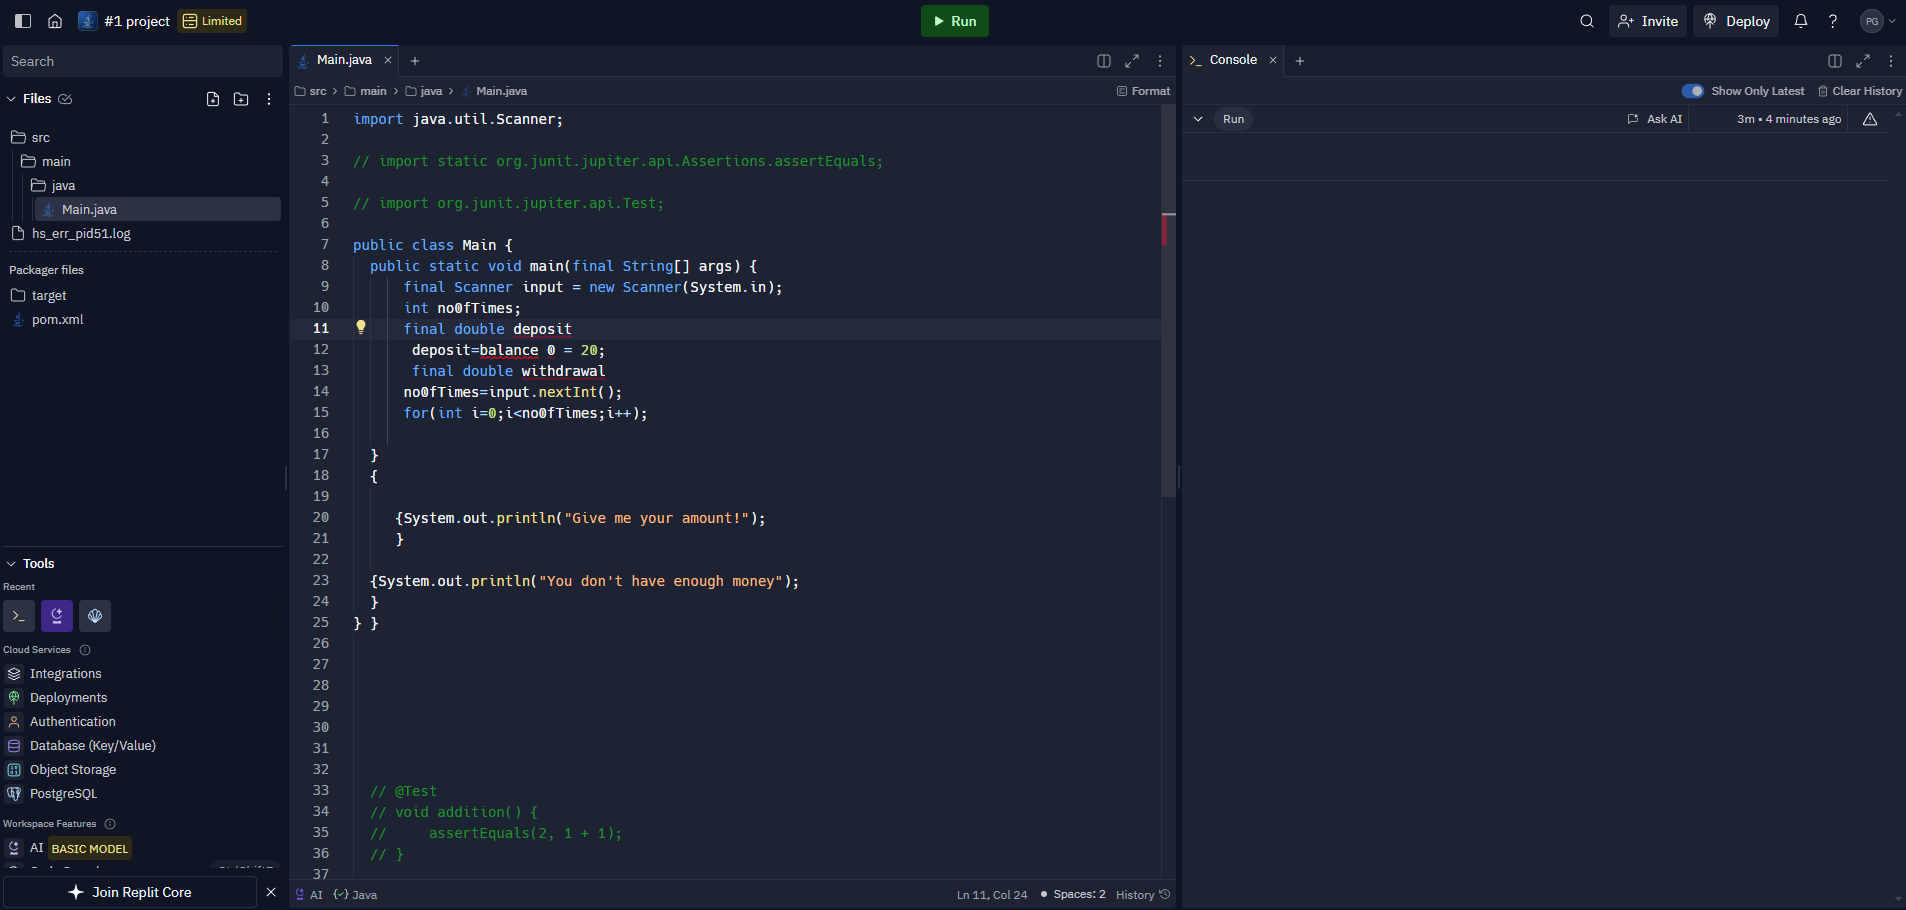 #1 project
Limited
Run
Invite
Deploy
PG
Search
Files
src
main
java
Main.java
hs_err_pid51.log
Packager files
target
pom.xml
Tools
Recent
Cloud Services
Integrations
Deployments
Authentication
Database (Key/Value)
Object Storage
PostgreSQL
Workspace Features
AI BASIC MODEL
Join Replit Core
Main.java
src > main > java > Main.java
Format
1 import java.util.Scanner;
2
3 // import static org.junit.jupiter.api.Assertions.assertEquals;
4
5 // import org.junit.jupiter.api.Test;
6
7 public class Main {
8 public static void main(final String[] args) {
9 final Scanner input = new Scanner(System.in);
10 int no0fTimes;
11 final double deposit
12 deposit=balance 0 = 20;
13 final double withdrawal
14 no0fTimes=input.nextInt();
15 for(int i=0;i<no0fTimes;i++);
16
17 }
18 {
19
20 {System.out.println("Give me your amount!");
21 }
22
23 {System.out.println("You don't have enough money");
24 }
25 } }
26
27
28
29
30
31
32
33 // @Test
34 // void addition() {
35 // assertEquals(2, 1 + 1);
36 // }
37
AI
Java
Ln 11, Col 24
Spaces: 2
History
Console
Show Only Latest
Clear History
Run
Ask AI
3m • 4 minutes ago